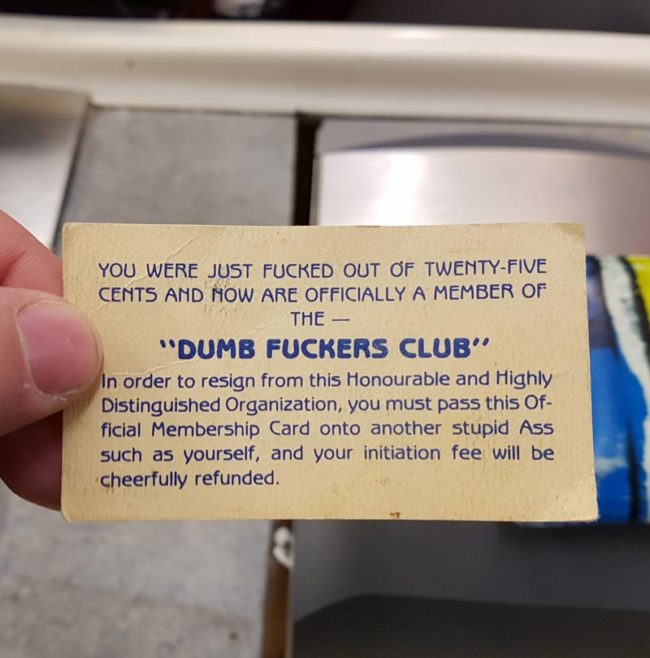 YOU WERE JUST FUCKED OUT OF TWENTY-FIVE
CENTS AND NOW ARE OFFICIALLY A MEMBER OF
THE —
"DUMB FUCKERS CLUB"
In order to resign from this Honourable and Highly
Distinguished Organization, you must pass this Of-
ficial Membership Card onto another stupid Ass
such as yourself, and your initiation fee will be
cheerfully refunded.